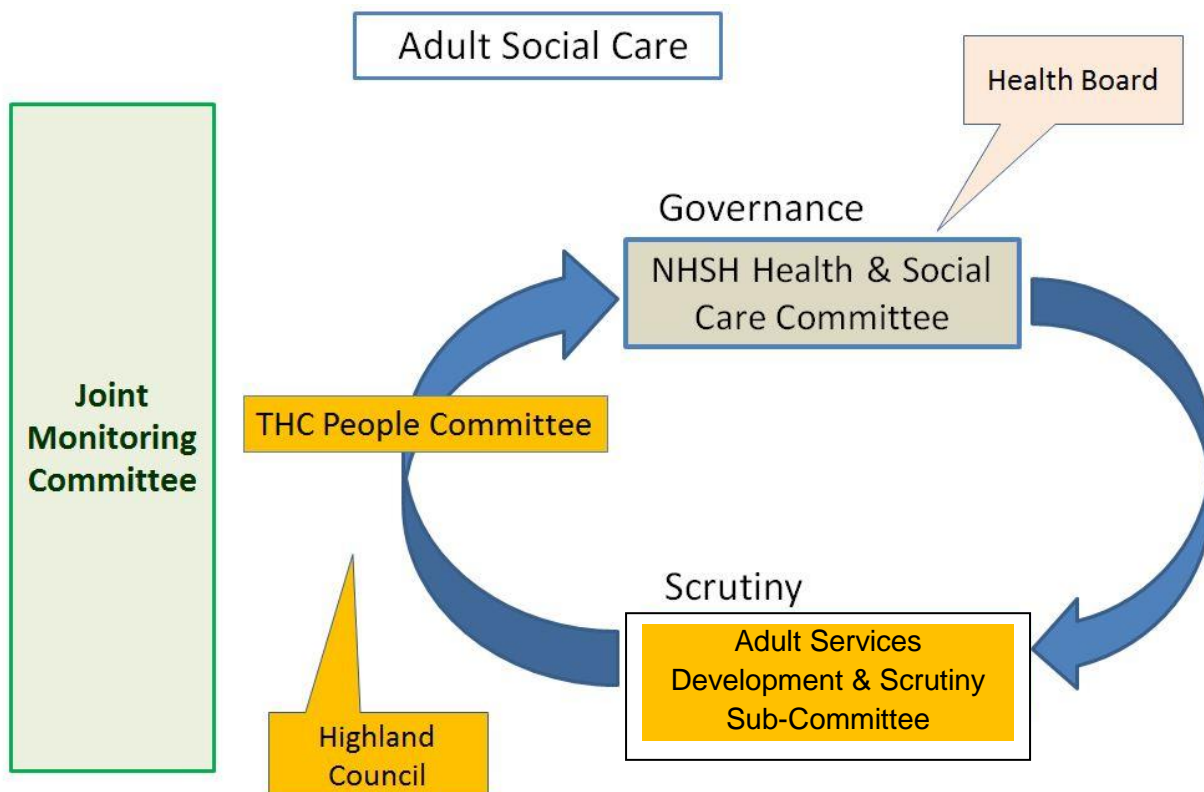 Adult Social Care
Health Board
Governance
NHSH Health & Social
Care Committee
Joint
Monitoring
Committee
THC People Committee
Scrutiny
Adult Services
Development & Scrutiny
Sub-Committee
Highland
Council